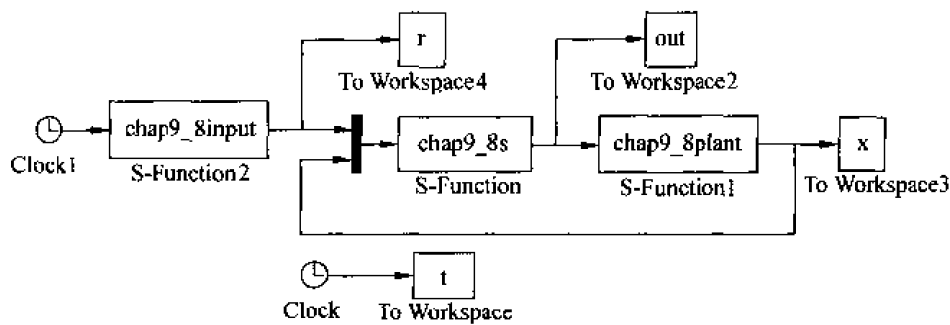 r
To Workspace4
out
To Workspace2
Clock1
chap9_8input
S-Function2
chap9_8s
S-Function
chap9_8plant
S-Function1
x
To Workspace3
Clock
t
To Workspace